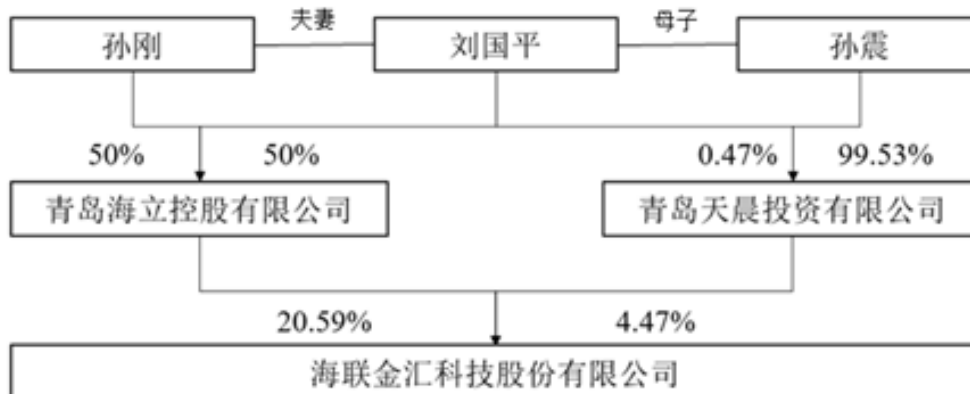 夫妻
母子
孙刚
刘国平
孙震
50%
50%
0.47%
99.53%
青岛海立控股有限公司
青岛天晨投资有限公司
20.59%
4.47%
海联金汇科技股份有限公司